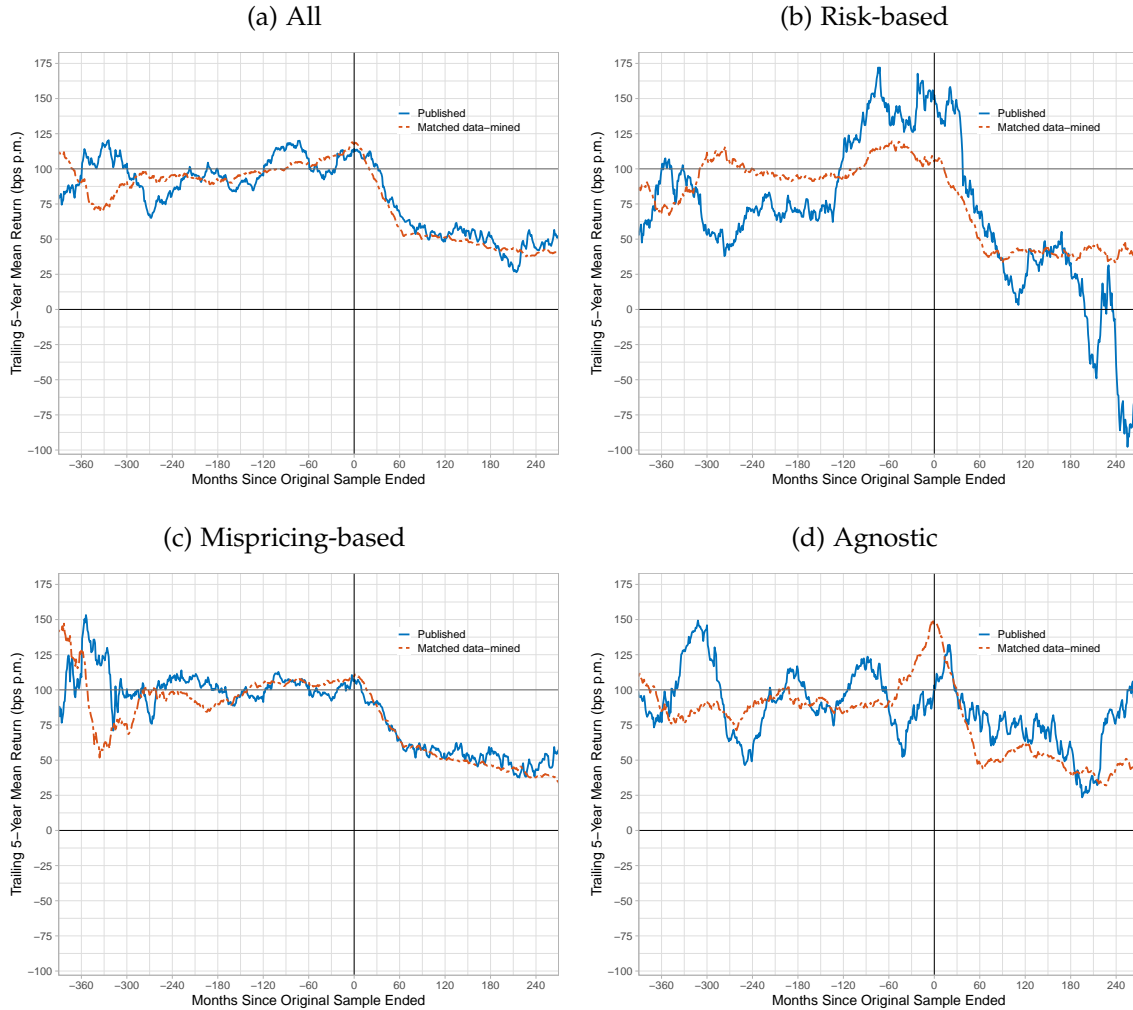 (a) All
175
150
125
100
75
50
25
0
−25
−50
−75
−100
Trailing 5−Year Mean Return (bps p.m.)
Published
Matched data−mined
−360 −300 −240 −180 −120 −60 0 60 120 180 240
Months Since Original Sample Ended
(b) Risk-based
175
150
125
100
75
50
25
0
−25
−50
−75
−100
Trailing 5−Year Mean Return (bps p.m.)
Published
Matched data−mined
−360 −300 −240 −180 −120 −60 0 60 120 180 240
Months Since Original Sample Ended
(c) Mispricing-based
175
150
125
100
75
50
25
0
−25
−50
−75
−100
Trailing 5−Year Mean Return (bps p.m.)
Published
Matched data−mined
−360 −300 −240 −180 −120 −60 0 60 120 180 240
Months Since Original Sample Ended
(d) Agnostic
175
150
125
100
75
50
25
0
−25
−50
−75
−100
Trailing 5−Year Mean Return (bps p.m.)
Published
Matched data−mined
−360 −300 −240 −180 −120 −60 0 60 120 180 240
Months Since Original Sample Ended